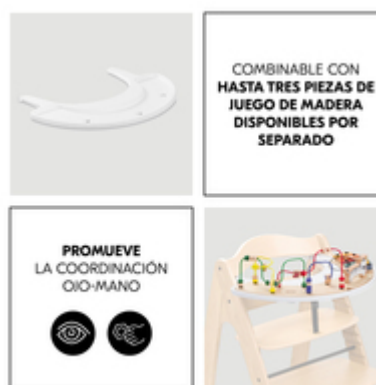 COMBINABLE CON
HASTA TRES PIEZAS DE
JUEGO DE MADERA
DISPONIBLES POR
SEPARADO
PROMUEVE
LA COORDINACIÓN
OJO-MANO